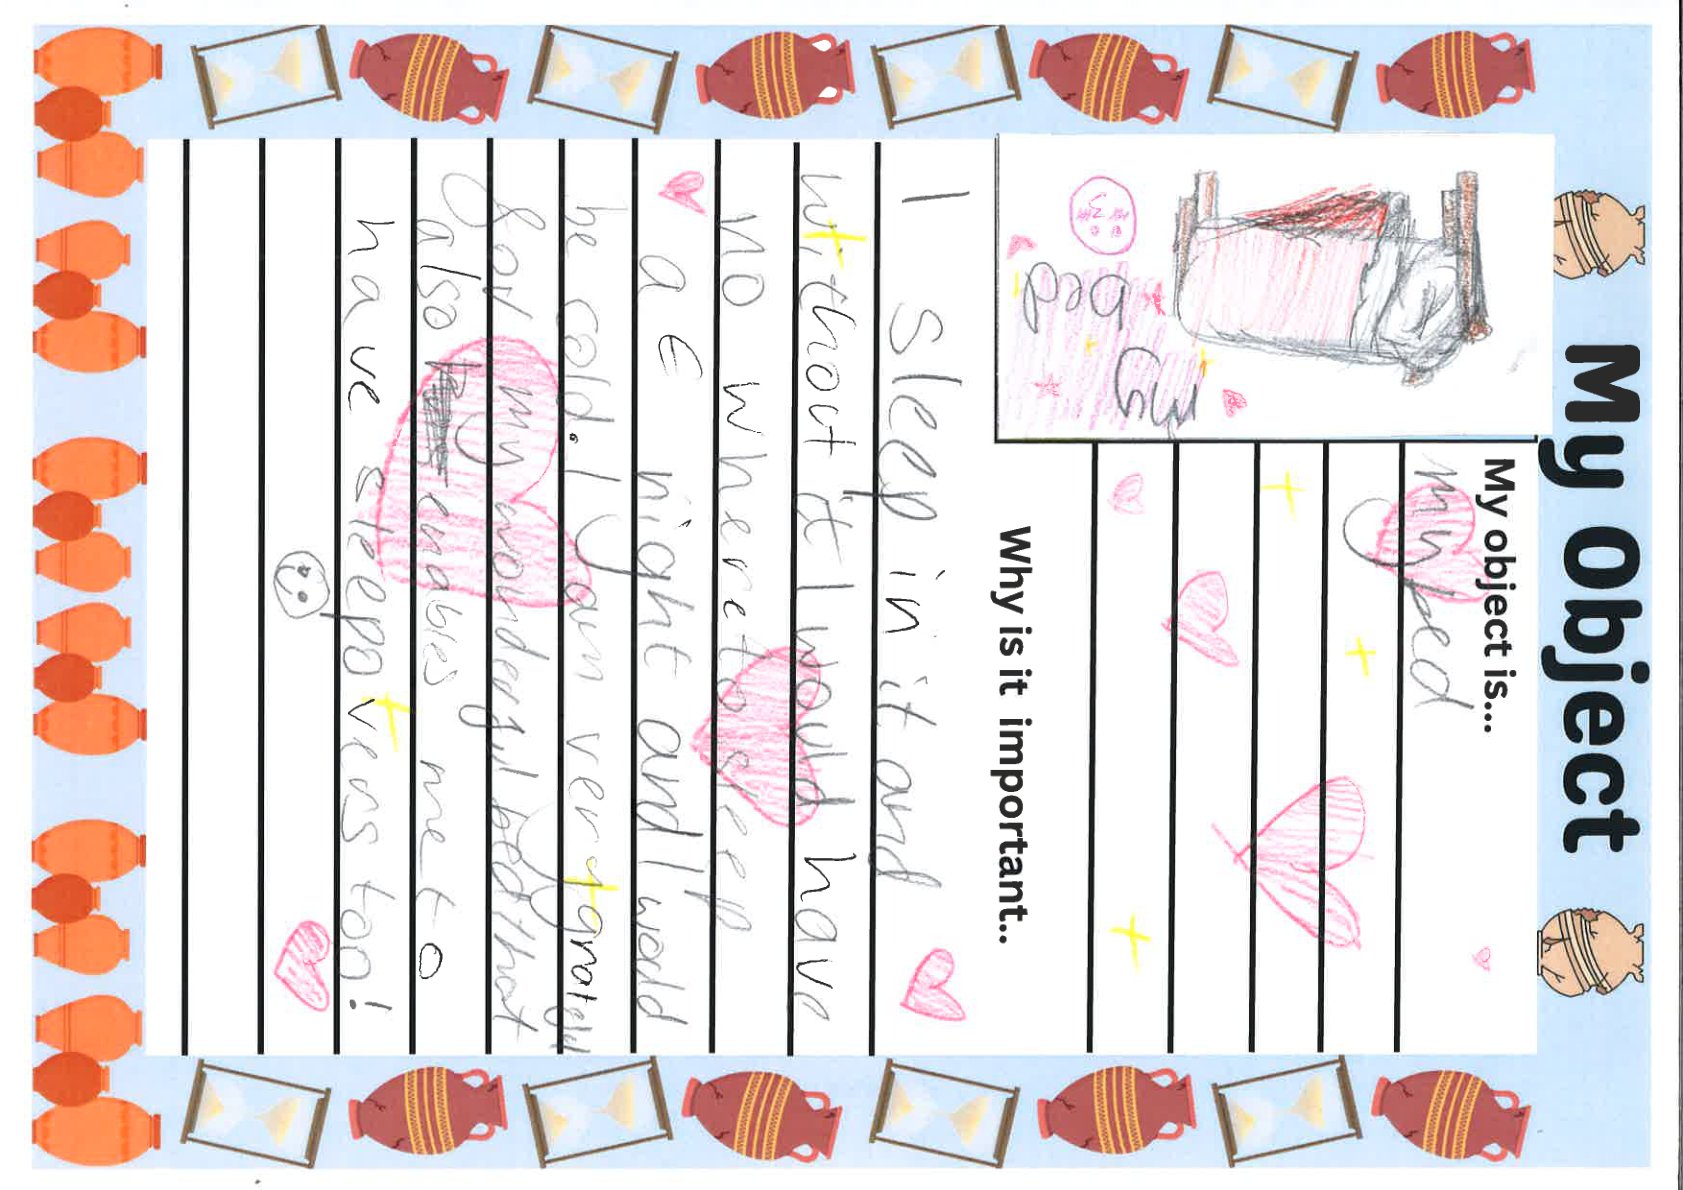 My Object
My object is...
my bed
My
bed
Why is it important..
I sleep in it and
without it I would have
no where to sleep
at night and I would
be cold. I am very grateful
for my wonderful bed that
also enables me to
have sleepovers too!